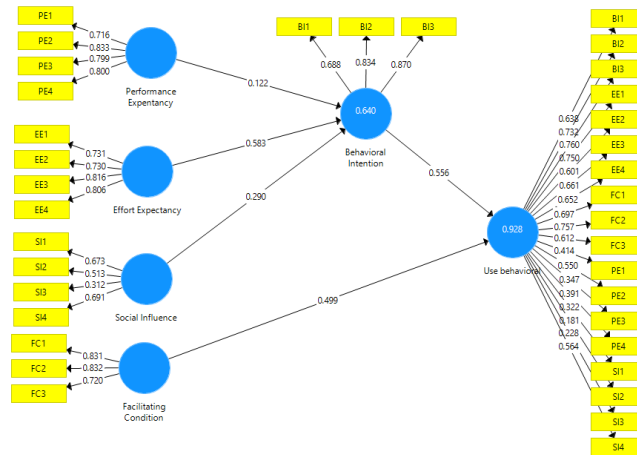 PE1
PE2
PE3
PE4
0.716
0.833
0.799
0.800
Performance
Expentancy
EE1
EE2
EE3
EE4
0.731
0.730
0.816
0.806
Effort Expectancy
SI1
SI2
SI3
SI4
0.673
0.513
0.312
0.691
Social Influence
FC1
FC2
FC3
0.831
0.832
0.720
Facilitating
Condition
BI1
BI2
BI3
0.688
0.834
0.870
0.640
Behavioral
Intention
0.122
0.583
0.290
0.556
0.499
0.928
Use behavioral
0.638
0.732
0.760
0.750
0.601
0.661
0.652
0.697
0.757
0.612
0.414
0.550
0.347
0.391
0.322
0.181
0.228
0.564
BI1
BI2
BI3
EE1
EE2
EE3
EE4
FC1
FC2
FC3
PE1
PE2
PE3
PE4
SI1
SI2
SI3
SI4